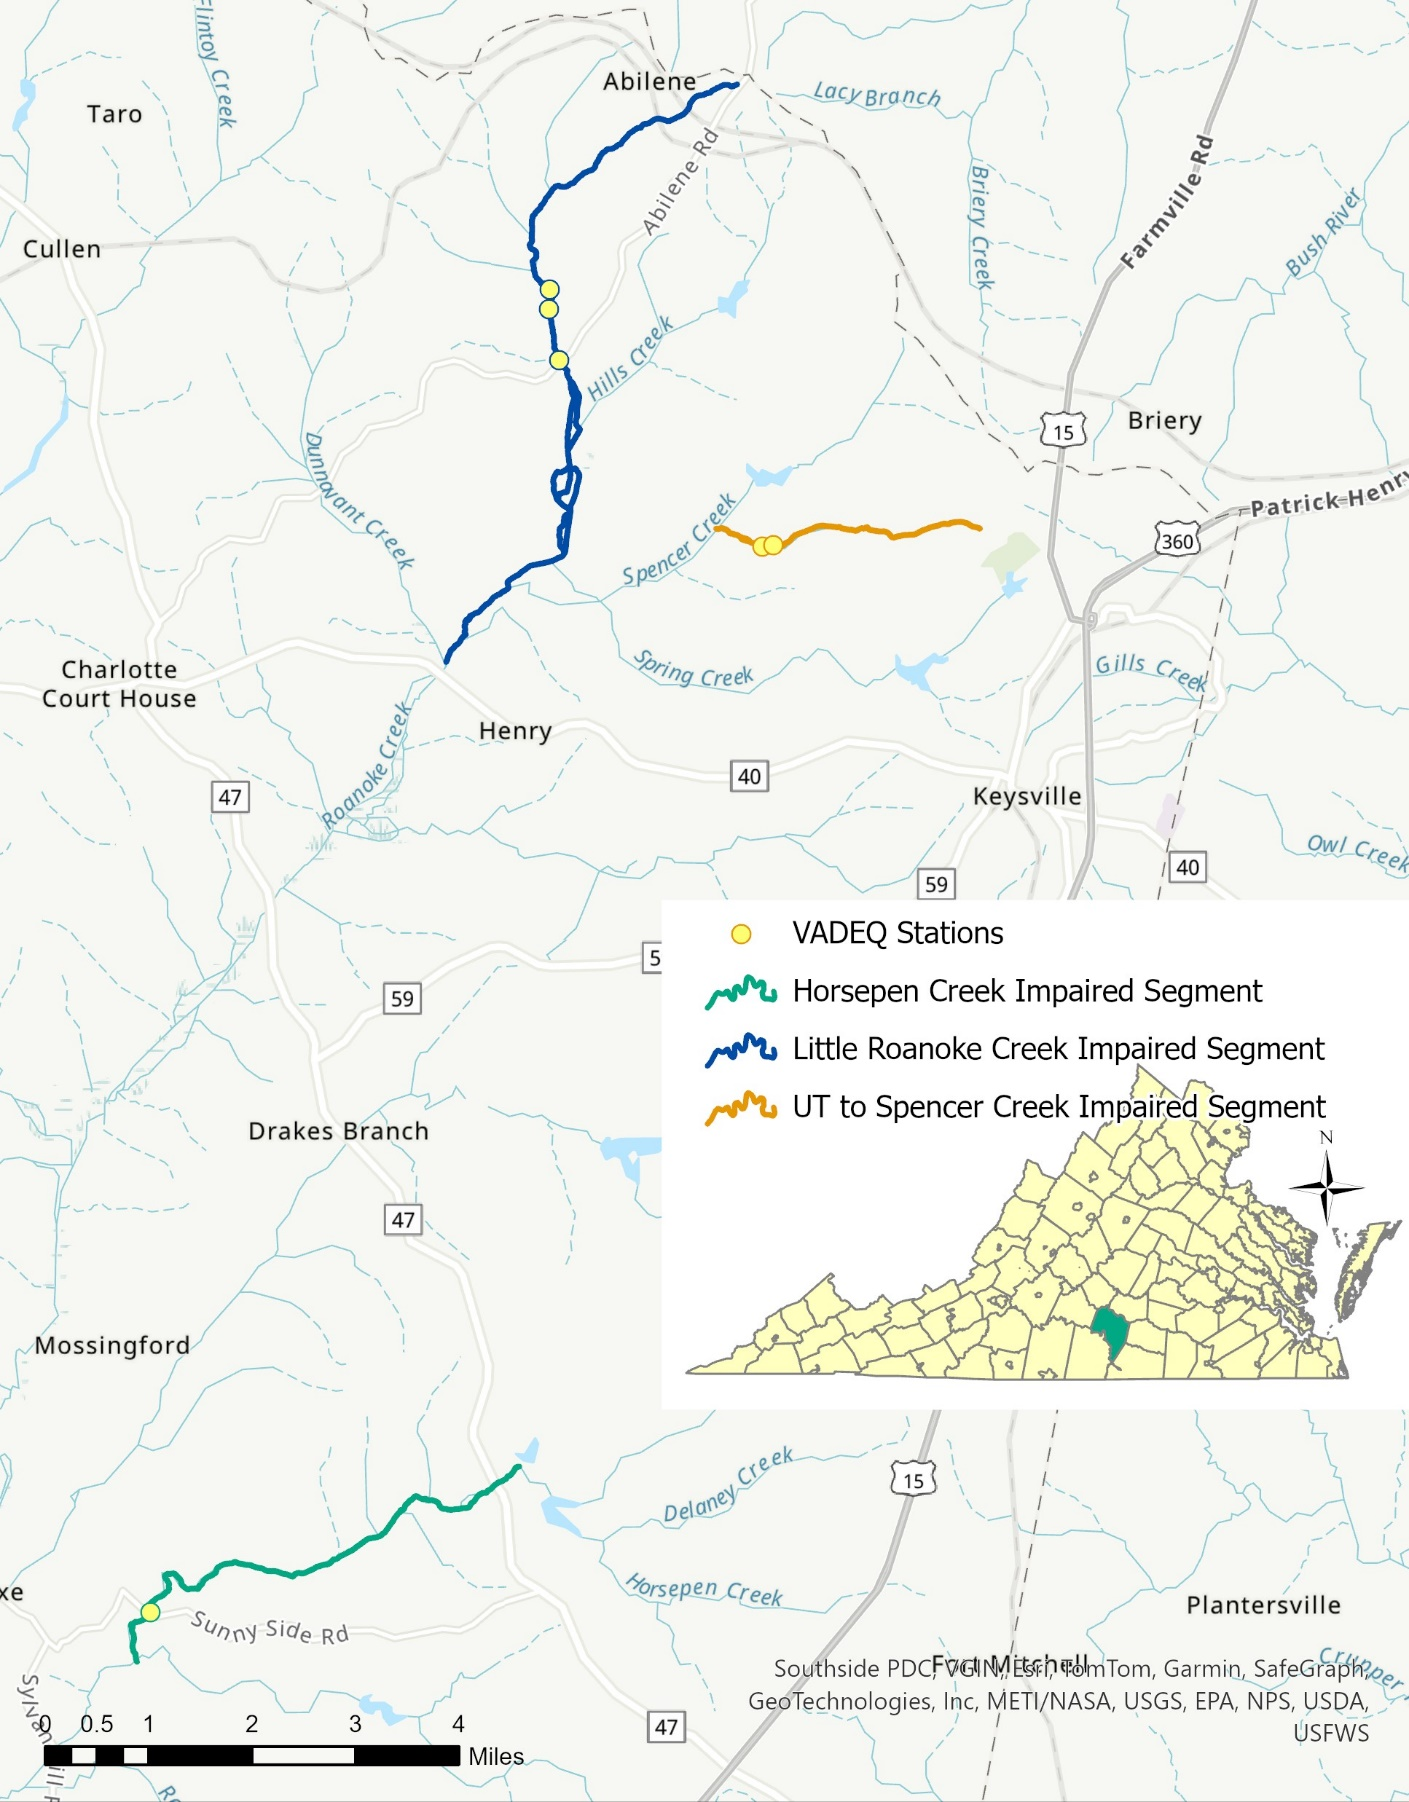 Flintoy Creek
Abilene
Lacy Branch
Taro
Abilene Rd
Farmville Rd
Briery Creek
Bush River
Cullen
Hills Creek
15
Briery
Dunnavant Creek
Spencer Creek
Patrick Henry
360
Charlotte
Court House
Spring Creek
Gills Creek
Roanoke Creek
Henry
40
47
Keysville
Owl Creek
40
59
VADEQ Stations
5
59
Horsepen Creek Impaired Segment
Little Roanoke Creek Impaired Segment
UT to Spencer Creek Impaired Segment
Drakes Branch
N
47
Mossingford
15
Delaney Creek
xe
Horsepen Creek
Plantersville
Sunny Side Rd
Fort Mitchell
Crupper
Southside PDC, VGIN, Esri, TomTom, Garmin, SafeGraph,
GeoTechnologies, Inc, METI/NASA, USGS, EPA, NPS, USDA,
USFWS
47
0 0.5 1 2 3 4
Miles